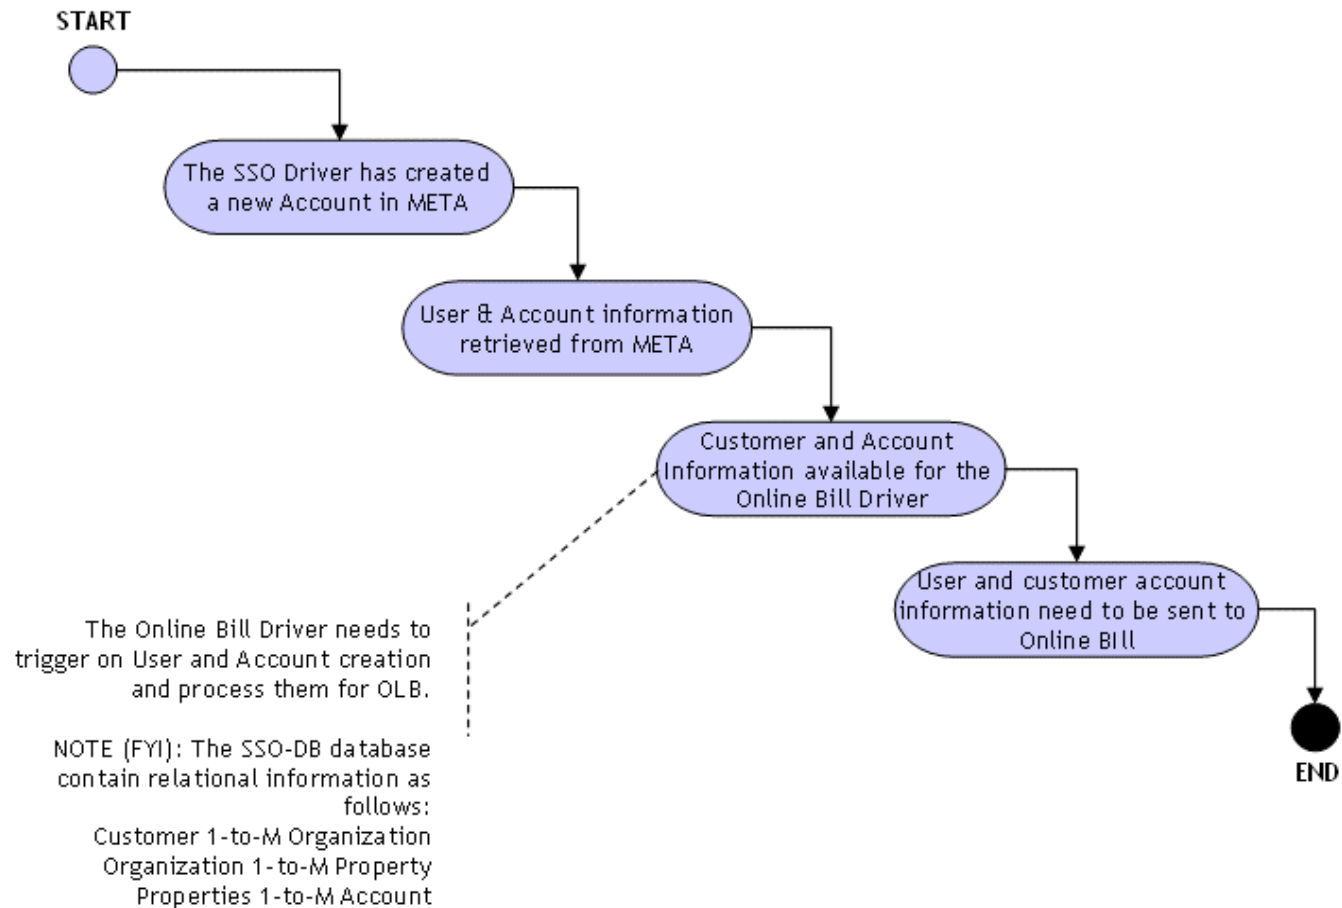 START
The SSO Driver has created
a new Account in META
User & Account information
retrieved from META
Customer and Account
Information available for the
Online Bill Driver
User and customer account
information need to be sent to
Online BIll
The Online Bill Driver needs to
trigger on User and Account creation
and process them for OLB.
NOTE (FYI): The SSO-DB database
contain relational information as
follows:
Customer 1-to-M Organization
Organization 1-to-M Property
Properties 1-to-M Account
END